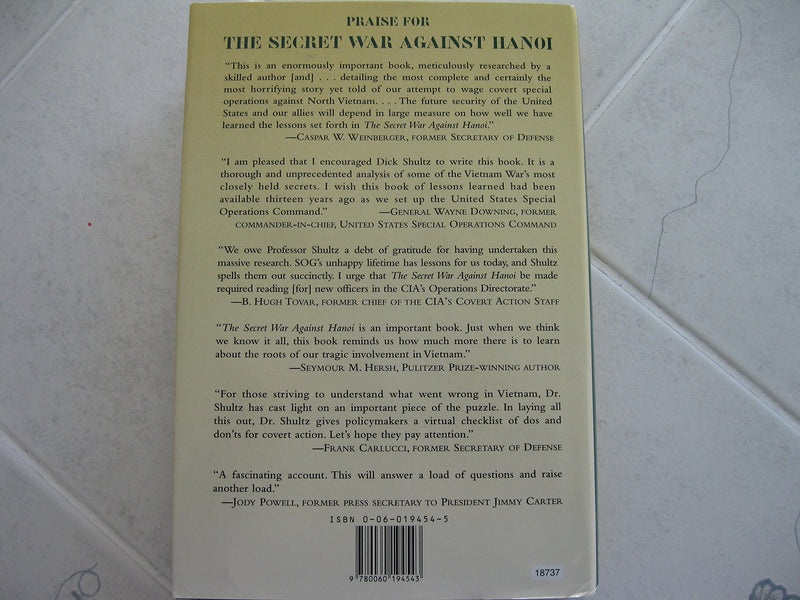 PRAISE FOR
THE SECRET WAR AGAINST HANOI
“This is an enormously important book, meticulously researched by a
skilled author [and] . . . detailing the most complete and certainly the
most horrifying story yet told of our attempt to wage covert special
operations against North Vietnam. . . . The future security of the United
States and our allies will depend in large measure on how well we have
learned the lessons set forth in The Secret War Against Hanoi.”
—CASPAR W. WEINBERGER, FORMER SECRETARY OF DEFENSE
“I am pleased that I encouraged Dick Shultz to write this book. It is a
thorough and unprecedented analysis of some of the Vietnam War’s most
closely held secrets. I wish this book of lessons learned had been
available thirteen years ago as we set up the United States Special
Operations Command.” —GENERAL WAYNE DOWNING, FORMER
COMMANDER-IN-CHIEF, UNITED STATES SPECIAL OPERATIONS COMMAND
“We owe Professor Shultz a debt of gratitude for having undertaken this
massive research. SOG’s unhappy lifetime has lessons for us today, and Shultz
spells them out succinctly. I urge that The Secret War Against Hanoi be made
required reading [for] new officers in the CIA’s Operations Directorate.”
—B. HUGH TOVAR, FORMER CHIEF OF THE CIA’S COVERT ACTION STAFF
“The Secret War Against Hanoi is an important book. Just when we think
we know it all, this book reminds us how much more there is to learn
about the roots of our tragic involvement in Vietnam.”
—SEYMOUR M. HERSH, PULITZER PRIZE-WINNING AUTHOR
“For those striving to understand what went wrong in Vietnam, Dr.
Shultz has cast light on an important piece of the puzzle. In laying all
this out, Dr. Shultz gives policymakers a virtual checklist of dos and
don’ts for covert action. Let’s hope they pay attention.”
—FRANK CARLUCCI, FORMER SECRETARY OF DEFENSE
“A fascinating account. This will answer a load of questions and raise
another load.”
—JODY POWELL, FORMER PRESS SECRETARY TO PRESIDENT JIMMY CARTER
ISBN 0-06-019454-5
9 780060 194543
18737